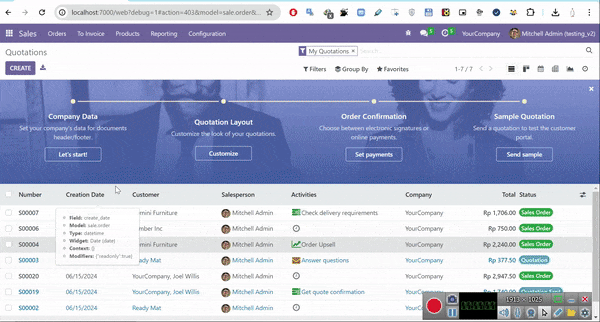 localhost:7000/web?debug=1#action=403&model=sale.order&...
Sales Orders To Invoice Products Reporting Configuration 5 5 YourCompany Mitchell Admin (testing_v2)
Quotations
My Quotations × Search...
CREATE
Filters Group By Favorites 1-7 / 7
Company Data
Set your company's data for documents
header/footer.
Let's start!
Quotation Layout
Customize the look of your quotations.
Customize
Order Confirmation
Choose between electronic signatures or
online payments.
Set payments
Sample Quotation
Send a quotation to test the customer
portal.
Send sample
Number Creation Date Customer Salesperson Activities Company Total Status
S00007 mini Furniture Mitchell Admin Check delivery requirements YourCompany Rp 1,706.00 Sales Order
S00006 mber Inc Mitchell Admin YourCompany Rp 750.00 Sales Order
S00004 mini Furniture Mitchell Admin Order Upsell YourCompany Rp 2,240.00 Sales Order
S00003 ady Mat Mitchell Admin Answer questions YourCompany Rp 377.50 Quotation
Field: create_date
Model: sale.order
Type: datetime
Widget: Date (date)
Context: {}
Modifiers: {"readonly":true}
S00020 06/15/2024 YourCompany, Joel Willis Mitchell Admin YourCompany Rp 2,947.50 Sales Order
S00019 06/15/2024 YourCompany, Joel Willis Mitchell Admin Get quote confirmation YourCompany
S00002 06/15/2024 Ready Mat Mitchell Admin YourCompany
1913 × 1025